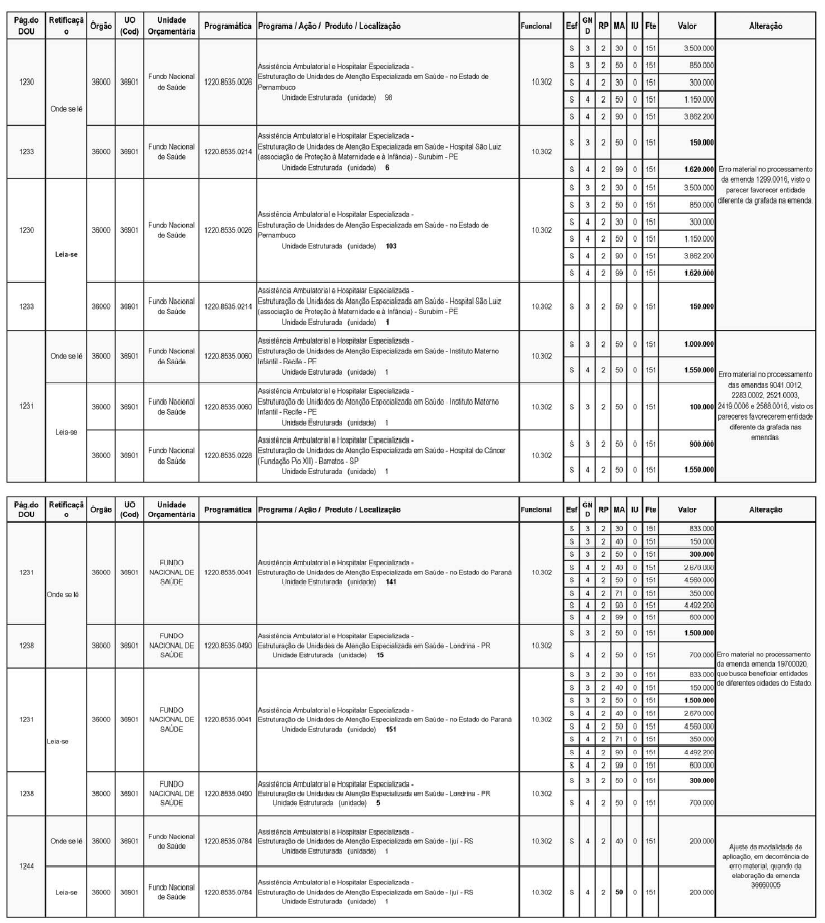 Pág.do DOU | Retificação | Órgão | UO (Cod) | Unidade Orçamentária | Programática | Programa / Ação / Produto / Localização | Funcional | Esf | GND | RP | MA | IU | Fte | Valor | Alteração
1230 | Onde se lê | 36000 | 36901 | Fundo Nacional de Saúde | 1220.8535.0026 | Assistência Ambulatorial e Hospitalar Especializada -
Estruturação de Unidades de Atenção Especializada em Saúde - no Estado de
Pernambuco
Unidade Estruturada (unidade) 98 | 10.302
S 3 2 30 0 151 3.500.000
S 3 2 50 0 151 850.000
S 4 2 30 0 151 300.000
S 4 2 50 0 151 1.150.000
S 4 2 90 0 151 3.862.200
1233 | 36000 | 36901 | Fundo Nacional de Saúde | 1220.8535.0214 | Assistência Ambulatorial e Hospitalar Especializada -
Estruturação de Unidades de Atenção Especializada em Saúde - Hospital São Luiz
(associação de Proteção à Maternidade e à Infância) - Surubim - PE
Unidade Estruturada (unidade) 6 | 10.302
S 3 2 50 0 151 150.000
S 4 2 99 0 151 1.620.000
Erro material no processamento
da emenda 1299.0016, visto o
parecer favorecer entidade
diferente da grafada na emenda.
1230 | Leia-se | 36000 | 36901 | Fundo Nacional de Saúde | 1220.8535.0026 | Assistência Ambulatorial e Hospitalar Especializada -
Estruturação de Unidades de Atenção Especializada em Saúde - no Estado de
Pernambuco
Unidade Estruturada (unidade) 103 | 10.302
S 3 2 30 0 151 3.500.000
S 3 2 50 0 151 850.000
S 4 2 30 0 151 300.000
S 4 2 50 0 151 1.150.000
S 4 2 90 0 151 3.862.200
S 4 2 99 0 151 1.620.000
1233 | 36000 | 36901 | Fundo Nacional de Saúde | 1220.8535.0214 | Assistência Ambulatorial e Hospitalar Especializada -
Estruturação de Unidades de Atenção Especializada em Saúde - Hospital São Luiz
(associação de Proteção à Maternidade e à Infância) - Surubim - PE
Unidade Estruturada (unidade) 1 | 10.302
S 3 2 50 0 151 150.000
1231 | Onde se lê | 36000 | 36901 | Fundo Nacional de Saúde | 1220.8535.0060 | Assistência Ambulatorial e Hospitalar Especializada -
Estruturação de Unidades de Atenção Especializada em Saúde - Instituto Materno
Infantil - Recife - PE
Unidade Estruturada (unidade) 1 | 10.302
S 3 2 50 0 151 1.000.000
S 4 2 50 0 151 1.550.000
Erro material no processamento
das emendas 9041.0012,
2283.0002, 2521.0003,
2419.0006 e 2568.0016, visto os
pareceres favorecerem entidade
diferente da grafada nas
emendas.
Leia-se | 36000 | 36901 | Fundo Nacional de Saúde | 1220.8535.0060 | Assistência Ambulatorial e Hospitalar Especializada -
Estruturação de Unidades de Atenção Especializada em Saúde - Instituto Materno
Infantil - Recife - PE
Unidade Estruturada (unidade) 1 | 10.302
S 3 2 50 0 151 100.000
36000 | 36901 | Fundo Nacional de Saúde | 1220.8535.0228 | Assistência Ambulatorial e Hospitalar Especializada -
Estruturação de Unidades de Atenção Especializada em Saúde - Hospital de Câncer
(Fundação Pio XII) - Barretos - SP
Unidade Estruturada (unidade) 1 | 10.302
S 3 2 50 0 151 900.000
S 4 2 50 0 151 1.550.000
Pág.do DOU | Retificação | Órgão | UO (Cod) | Unidade Orçamentária | Programática | Programa / Ação / Produto / Localização | Funcional | Esf | GND | RP | MA | IU | Fte | Valor | Alteração
1231 | Onde se lê | 36000 | 36901 | FUNDO NACIONAL DE SAÚDE | 1220.8535.0041 | Assistência Ambulatorial e Hospitalar Especializada -
Estruturação de Unidades de Atenção Especializada em Saúde - no Estado do Paraná
Unidade Estruturada (unidade) 141 | 10.302
S 3 2 30 0 151 833.000
S 3 2 40 0 151 150.000
S 3 2 50 0 151 300.000
S 4 2 40 0 151 2.670.000
S 4 2 50 0 151 4.560.000
S 4 2 71 0 151 350.000
S 4 2 90 0 151 4.492.200
S 4 2 99 0 151 600.000
1238 | 36000 | 36901 | FUNDO NACIONAL DE SAÚDE | 1220.8535.0490 | Assistência Ambulatorial e Hospitalar Especializada -
Estruturação de Unidades de Atenção Especializada em Saúde - Londrina - PR
Unidade Estruturada (unidade) 15 | 10.302
S 3 2 50 0 151 1.500.000
S 4 2 50 0 151 700.000
Erro material no processamento
da emenda emenda 19700020,
que busca beneficiar entidades
de diferentes cidades do Estado.
1231 | Leia-se | 36000 | 36901 | FUNDO NACIONAL DE SAÚDE | 1220.8535.0041 | Assistência Ambulatorial e Hospitalar Especializada -
Estruturação de Unidades de Atenção Especializada em Saúde - no Estado do Paraná
Unidade Estruturada (unidade) 151 | 10.302
S 3 2 30 0 151 833.000
S 3 2 40 0 151 150.000
S 3 2 50 0 151 1.500.000
S 4 2 40 0 151 2.670.000
S 4 2 50 0 151 4.560.000
S 4 2 71 0 151 350.000
S 4 2 90 0 151 4.492.200
S 4 2 99 0 151 600.000
1238 | 36000 | 36901 | FUNDO NACIONAL DE SAÚDE | 1220.8535.0490 | Assistência Ambulatorial e Hospitalar Especializada -
Estruturação de Unidades de Atenção Especializada em Saúde - Londrina - PR
Unidade Estruturada (unidade) 5 | 10.302
S 3 2 50 0 151 300.000
S 4 2 50 0 151 700.000
1244 | Onde se lê | 36000 | 36901 | Fundo Nacional de Saúde | 1220.8535.0784 | Assistência Ambulatorial e Hospitalar Especializada -
Estruturação de Unidades de Atenção Especializada em Saúde - Ijuí - RS
Unidade Estruturada (unidade) 1 | 10.302
S 4 2 40 0 151 200.000
Ajuste da modalidade de
aplicação, em decorrência de
erro material, quando da
elaboração da emenda
36660005
Leia-se | 36000 | 36901 | Fundo Nacional de Saúde | 1220.8535.0784 | Assistência Ambulatorial e Hospitalar Especializada -
Estruturação de Unidades de Atenção Especializada em Saúde - Ijuí - RS
Unidade Estruturada (unidade) 1 | 10.302
S 4 2 50 0 151 200.000